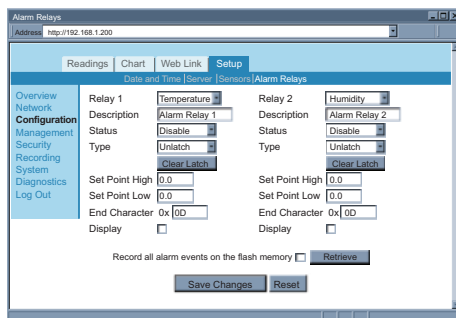 Alarm Relays
Address http://192.168.1.200
Readings Chart Web Link Setup
Date and Time |Server |Sensors|Alarm Relays
Overview
Network
Configuration
Management
Security
Recording
System
Diagnostics
Log Out
Relay 1 Temperature Relay 2 Humidity
Description Alarm Relay 1 Description Alarm Relay 2
Status Disable Status Disable
Type Unlatch Type Unlatch
Clear Latch Clear Latch
Set Point High 0.0 Set Point High 0.0
Set Point Low 0.0 Set Point Low 0.0
End Character 0x 0D End Character 0x 0D
Display Display
Record all alarm events on the flash memory Retrieve
Save Changes Reset